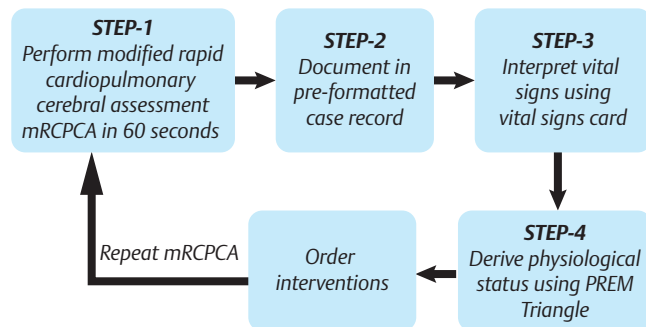 STEP-1
Perform modified rapid
cardiopulmonary
cerebral assessment
mRCPCA in 60 seconds
STEP-2
Document in
pre-formatted
case record
STEP-3
Interpret vital
signs using
vital signs card
STEP-4
Derive physiological
status using PREM
Triangle
Order
interventions
Repeat mRCPCA